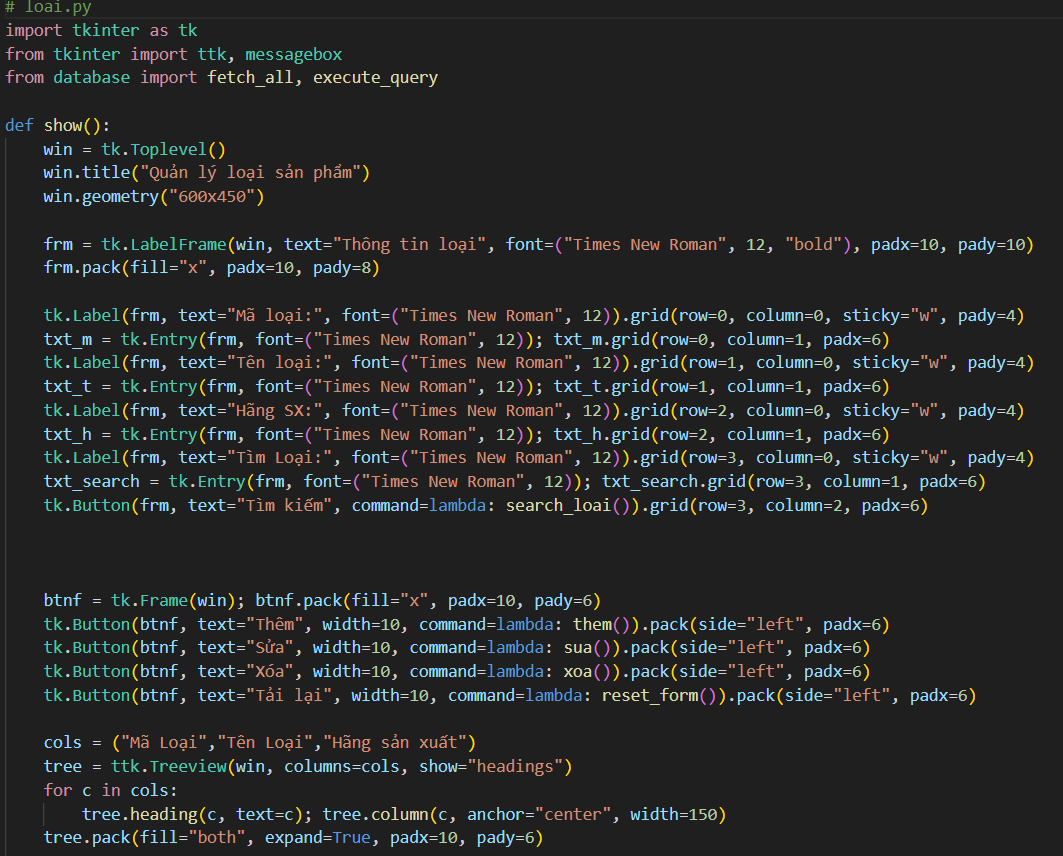 # loai.py
import tkinter as tk
from tkinter import ttk, messagebox
from database import fetch_all, execute_query
def show():
    win = tk.Toplevel()
    win.title("Quản lý loại sản phẩm")
    win.geometry("600x450")
    frm = tk.LabelFrame(win, text="Thông tin loại", font=("Times New Roman", 12, "bold"), padx=10, pady=10)
    frm.pack(fill="x", padx=10, pady=8)
    tk.Label(frm, text="Mã loại:", font=("Times New Roman", 12)).grid(row=0, column=0, sticky="w", pady=4)
    txt_m = tk.Entry(frm, font=("Times New Roman", 12)); txt_m.grid(row=0, column=1, padx=6)
    tk.Label(frm, text="Tên loại:", font=("Times New Roman", 12)).grid(row=1, column=0, sticky="w", pady=4)
    txt_t = tk.Entry(frm, font=("Times New Roman", 12)); txt_t.grid(row=1, column=1, padx=6)
    tk.Label(frm, text="Hãng SX:", font=("Times New Roman", 12)).grid(row=2, column=0, sticky="w", pady=4)
    txt_h = tk.Entry(frm, font=("Times New Roman", 12)); txt_h.grid(row=2, column=1, padx=6)
    tk.Label(frm, text="Tìm Loại:", font=("Times New Roman", 12)).grid(row=3, column=0, sticky="w", pady=4)
    txt_search = tk.Entry(frm, font=("Times New Roman", 12)); txt_search.grid(row=3, column=1, padx=6)
    tk.Button(frm, text="Tìm kiếm", command=lambda: search_loai()).grid(row=3, column=2, padx=6)
    btnf = tk.Frame(win); btnf.pack(fill="x", padx=10, pady=6)
    tk.Button(btnf, text="Thêm", width=10, command=lambda: them()).pack(side="left", padx=6)
    tk.Button(btnf, text="Sửa", width=10, command=lambda: sua()).pack(side="left", padx=6)
    tk.Button(btnf, text="Xóa", width=10, command=lambda: xoa()).pack(side="left", padx=6)
    tk.Button(btnf, text="Tải lại", width=10, command=lambda: reset_form()).pack(side="left", padx=6)
    cols = ("Mã Loại","Tên Loại","Hãng sản xuất")
    tree = ttk.Treeview(win, columns=cols, show="headings")
    for c in cols:
        tree.heading(c, text=c); tree.column(c, anchor="center", width=150)
    tree.pack(fill="both", expand=True, padx=10, pady=6)